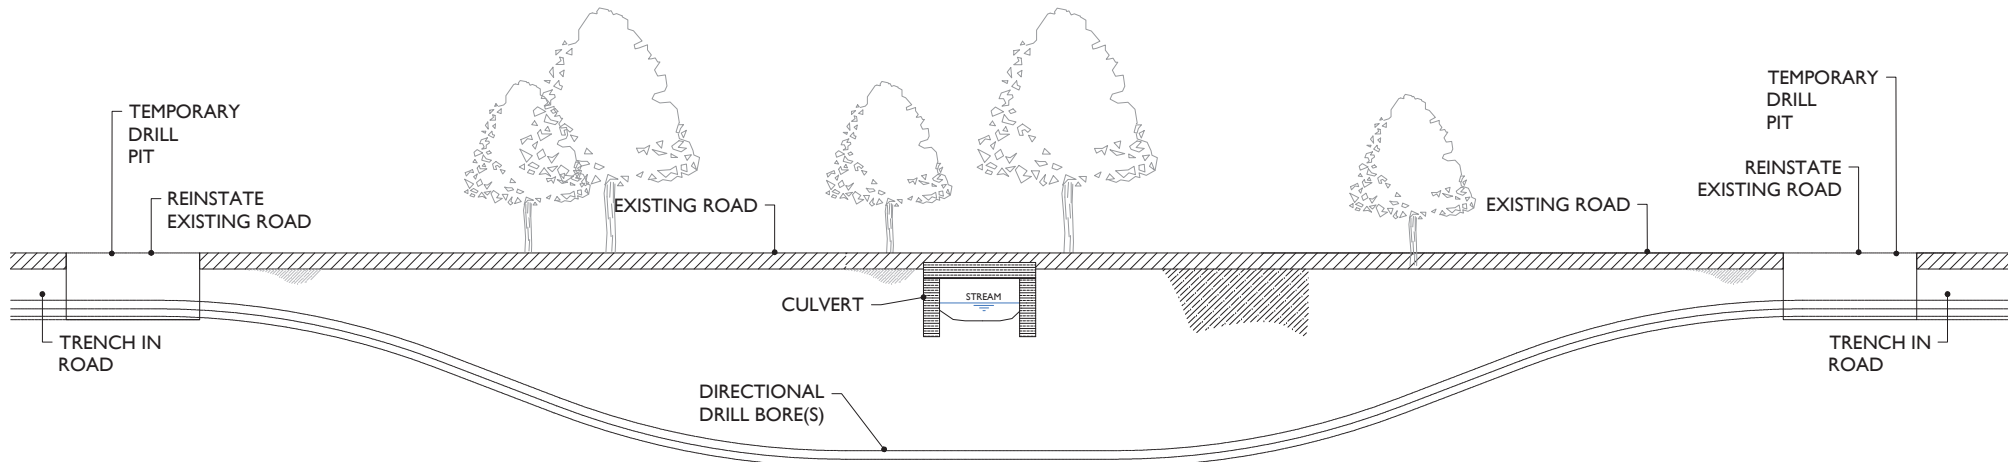 TEMPORARY
DRILL
PIT
REINSTATE
EXISTING ROAD
EXISTING ROAD
TEMPORARY
DRILL
PIT
REINSTATE
EXISTING ROAD
EXISTING ROAD
STREAM
CULVERT
TRENCH IN
ROAD
TRENCH IN
ROAD
DIRECTIONAL
DRILL BORE(S)